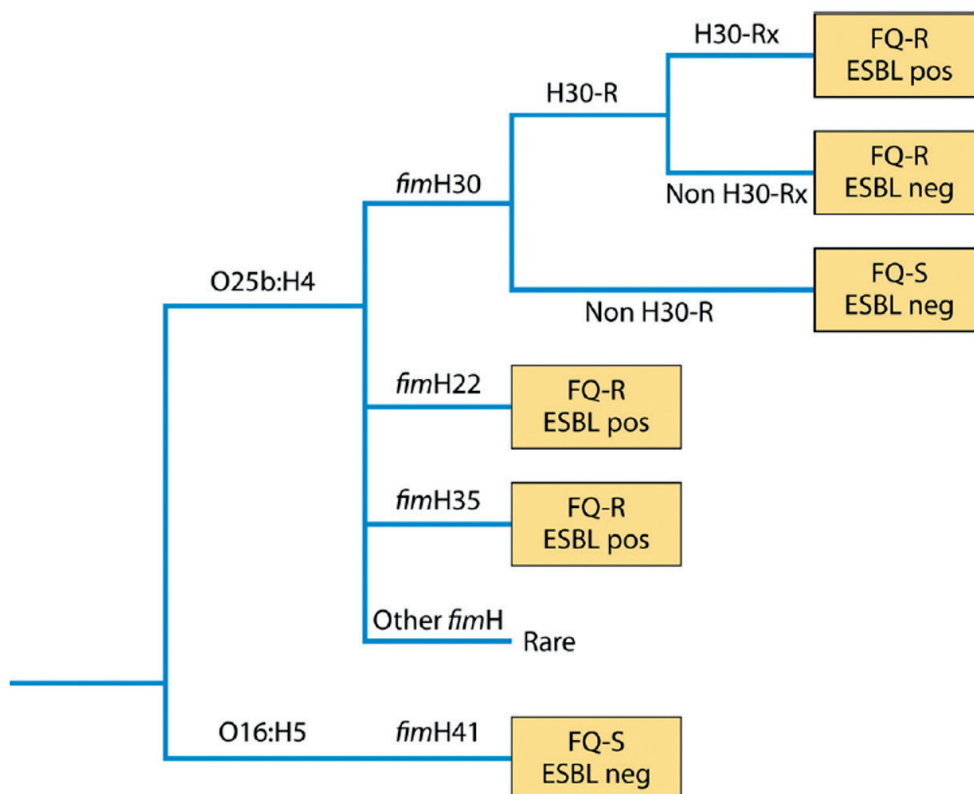 H30-Rx
FQ-R
ESBL pos
H30-R
FQ-R
ESBL neg
Non H30-Rx
fimH30
FQ-S
ESBL neg
Non H30-R
O25b:H4
fimH22
FQ-R
ESBL pos
fimH35
FQ-R
ESBL pos
Other fimH
Rare
O16:H5
fimH41
FQ-S
ESBL neg